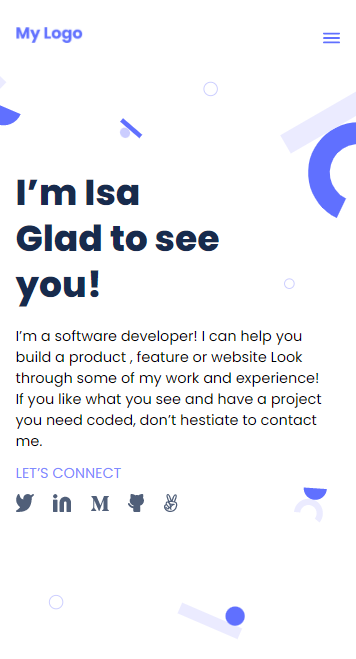 My Logo
I’m Isa
Glad to see
you!
I’m a software developer! I can help you
build a product , feature or website Look
through some of my work and experience!
If you like what you see and have a project
you need coded, don’t hestiate to contact
me.
LET’S CONNECT